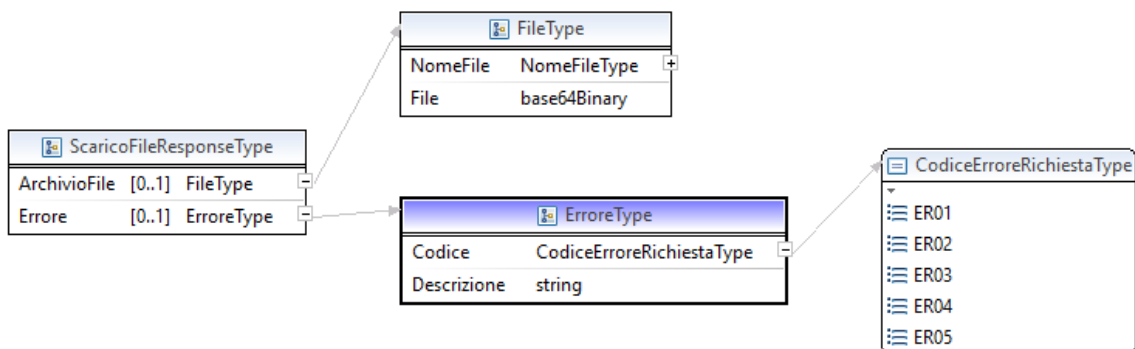 FileType
NomeFile NomeFileType
File base64Binary
ScaricoFileResponseType
ArchivioFile [0..1] FileType
Errore [0..1] ErroreType
ErroreType
Codice CodiceErroreRichiestaType
Descrizione string
CodiceErroreRichiestaType
ER01
ER02
ER03
ER04
ER05